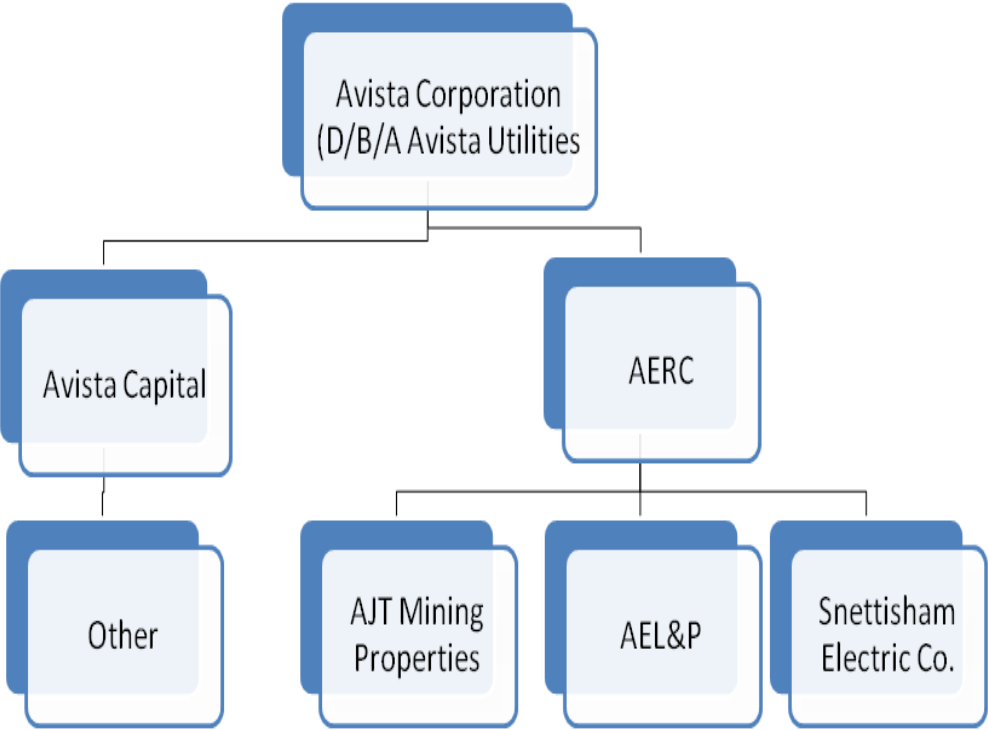 Avista Corporation
(D/B/A Avista Utilities
Avista Capital
AERC
Other
AJT Mining
Properties
AEL&P
Snettisham
Electric Co.